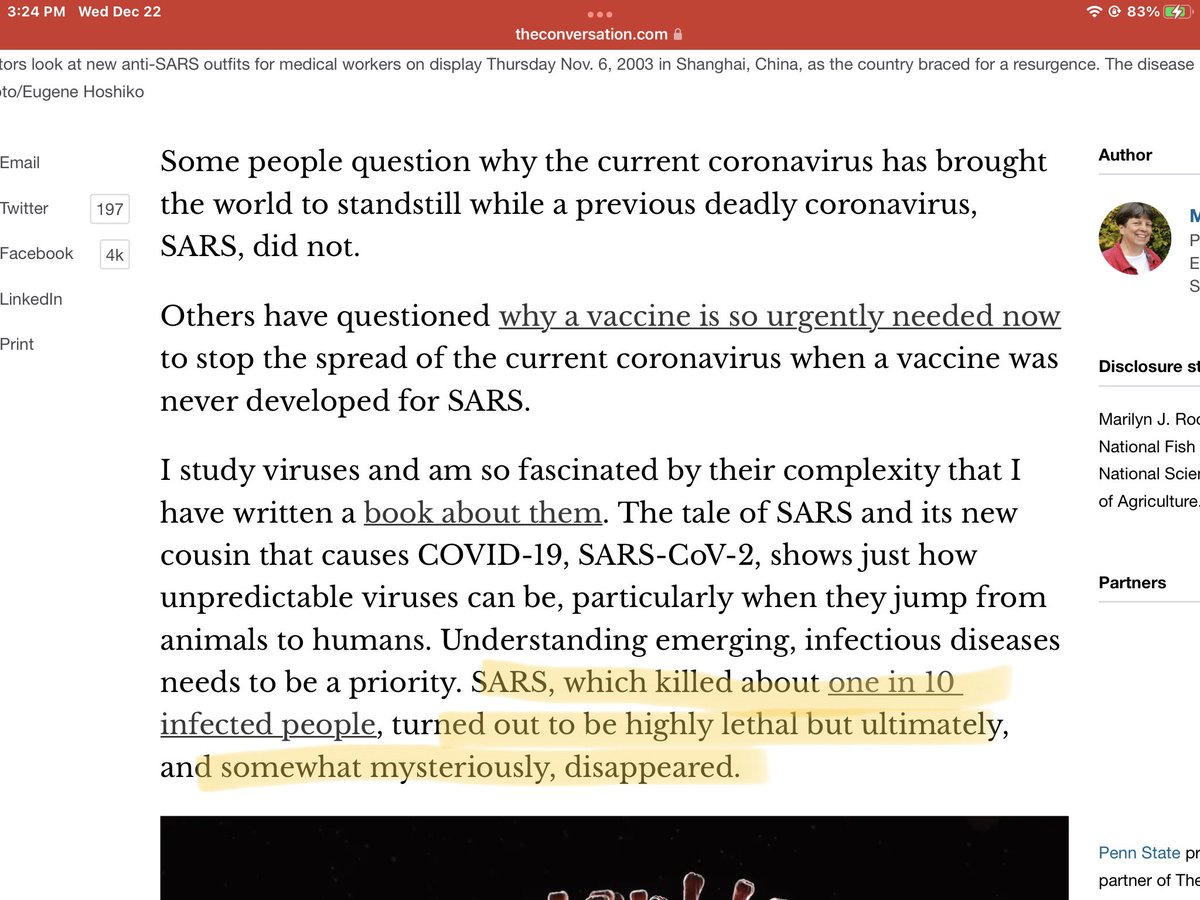 3:24 PM Wed Dec 22
83%
theconversation.com
tors look at new anti-SARS outfits for medical workers on display Thursday Nov. 6, 2003 in Shanghai, China, as the country braced for a resurgence. The disease
to/Eugene Hoshiko
Email
Twitter 197
Facebook 4k
LinkedIn
Print
Some people question why the current coronavirus has brought
the world to standstill while a previous deadly coronavirus,
SARS, did not.
Others have questioned why a vaccine is so urgently needed now
to stop the spread of the current coronavirus when a vaccine was
never developed for SARS.
I study viruses and am so fascinated by their complexity that I
have written a book about them. The tale of SARS and its new
cousin that causes COVID-19, SARS-CoV-2, shows just how
unpredictable viruses can be, particularly when they jump from
animals to humans. Understanding emerging, infectious diseases
needs to be a priority. SARS, which killed about one in 10
infected people, turned out to be highly lethal but ultimately,
and somewhat mysteriously, disappeared.
Author
M
P
E
S
Disclosure st
Marilyn J. Roo
National Fish
National Scien
of Agriculture.
Partners
Penn State pr
partner of The